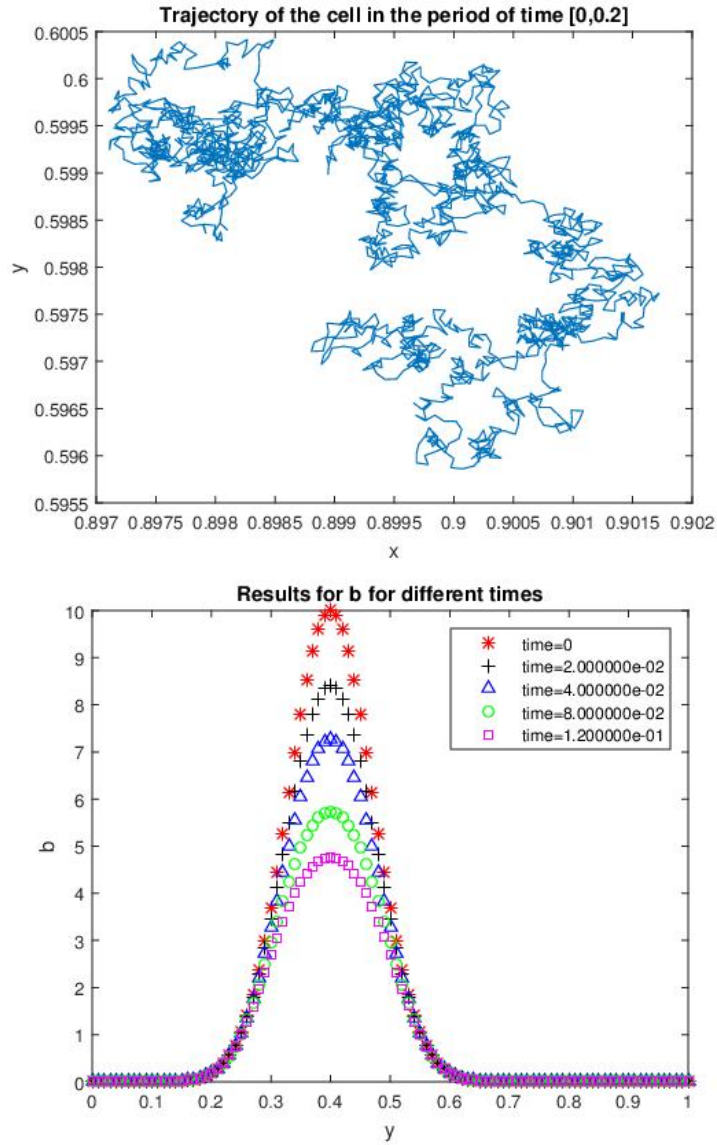 Trajectory of the cell in the period of time [0,0.2]
0.6005
0.6
0.5995
0.599
0.5985
0.598
0.5975
0.597
0.5965
0.596
0.5955
y
0.897 0.8975 0.898 0.8985 0.899 0.8995 0.9 0.9005 0.901 0.9015 0.902
x
Results for b for different times
10
9
8
7
6
5
4
3
2
1
0
b
time=0
time=2.000000e-02
time=4.000000e-02
time=8.000000e-02
time=1.200000e-01
0 0.1 0.2 0.3 0.4 0.5 0.6 0.7 0.8 0.9 1
y